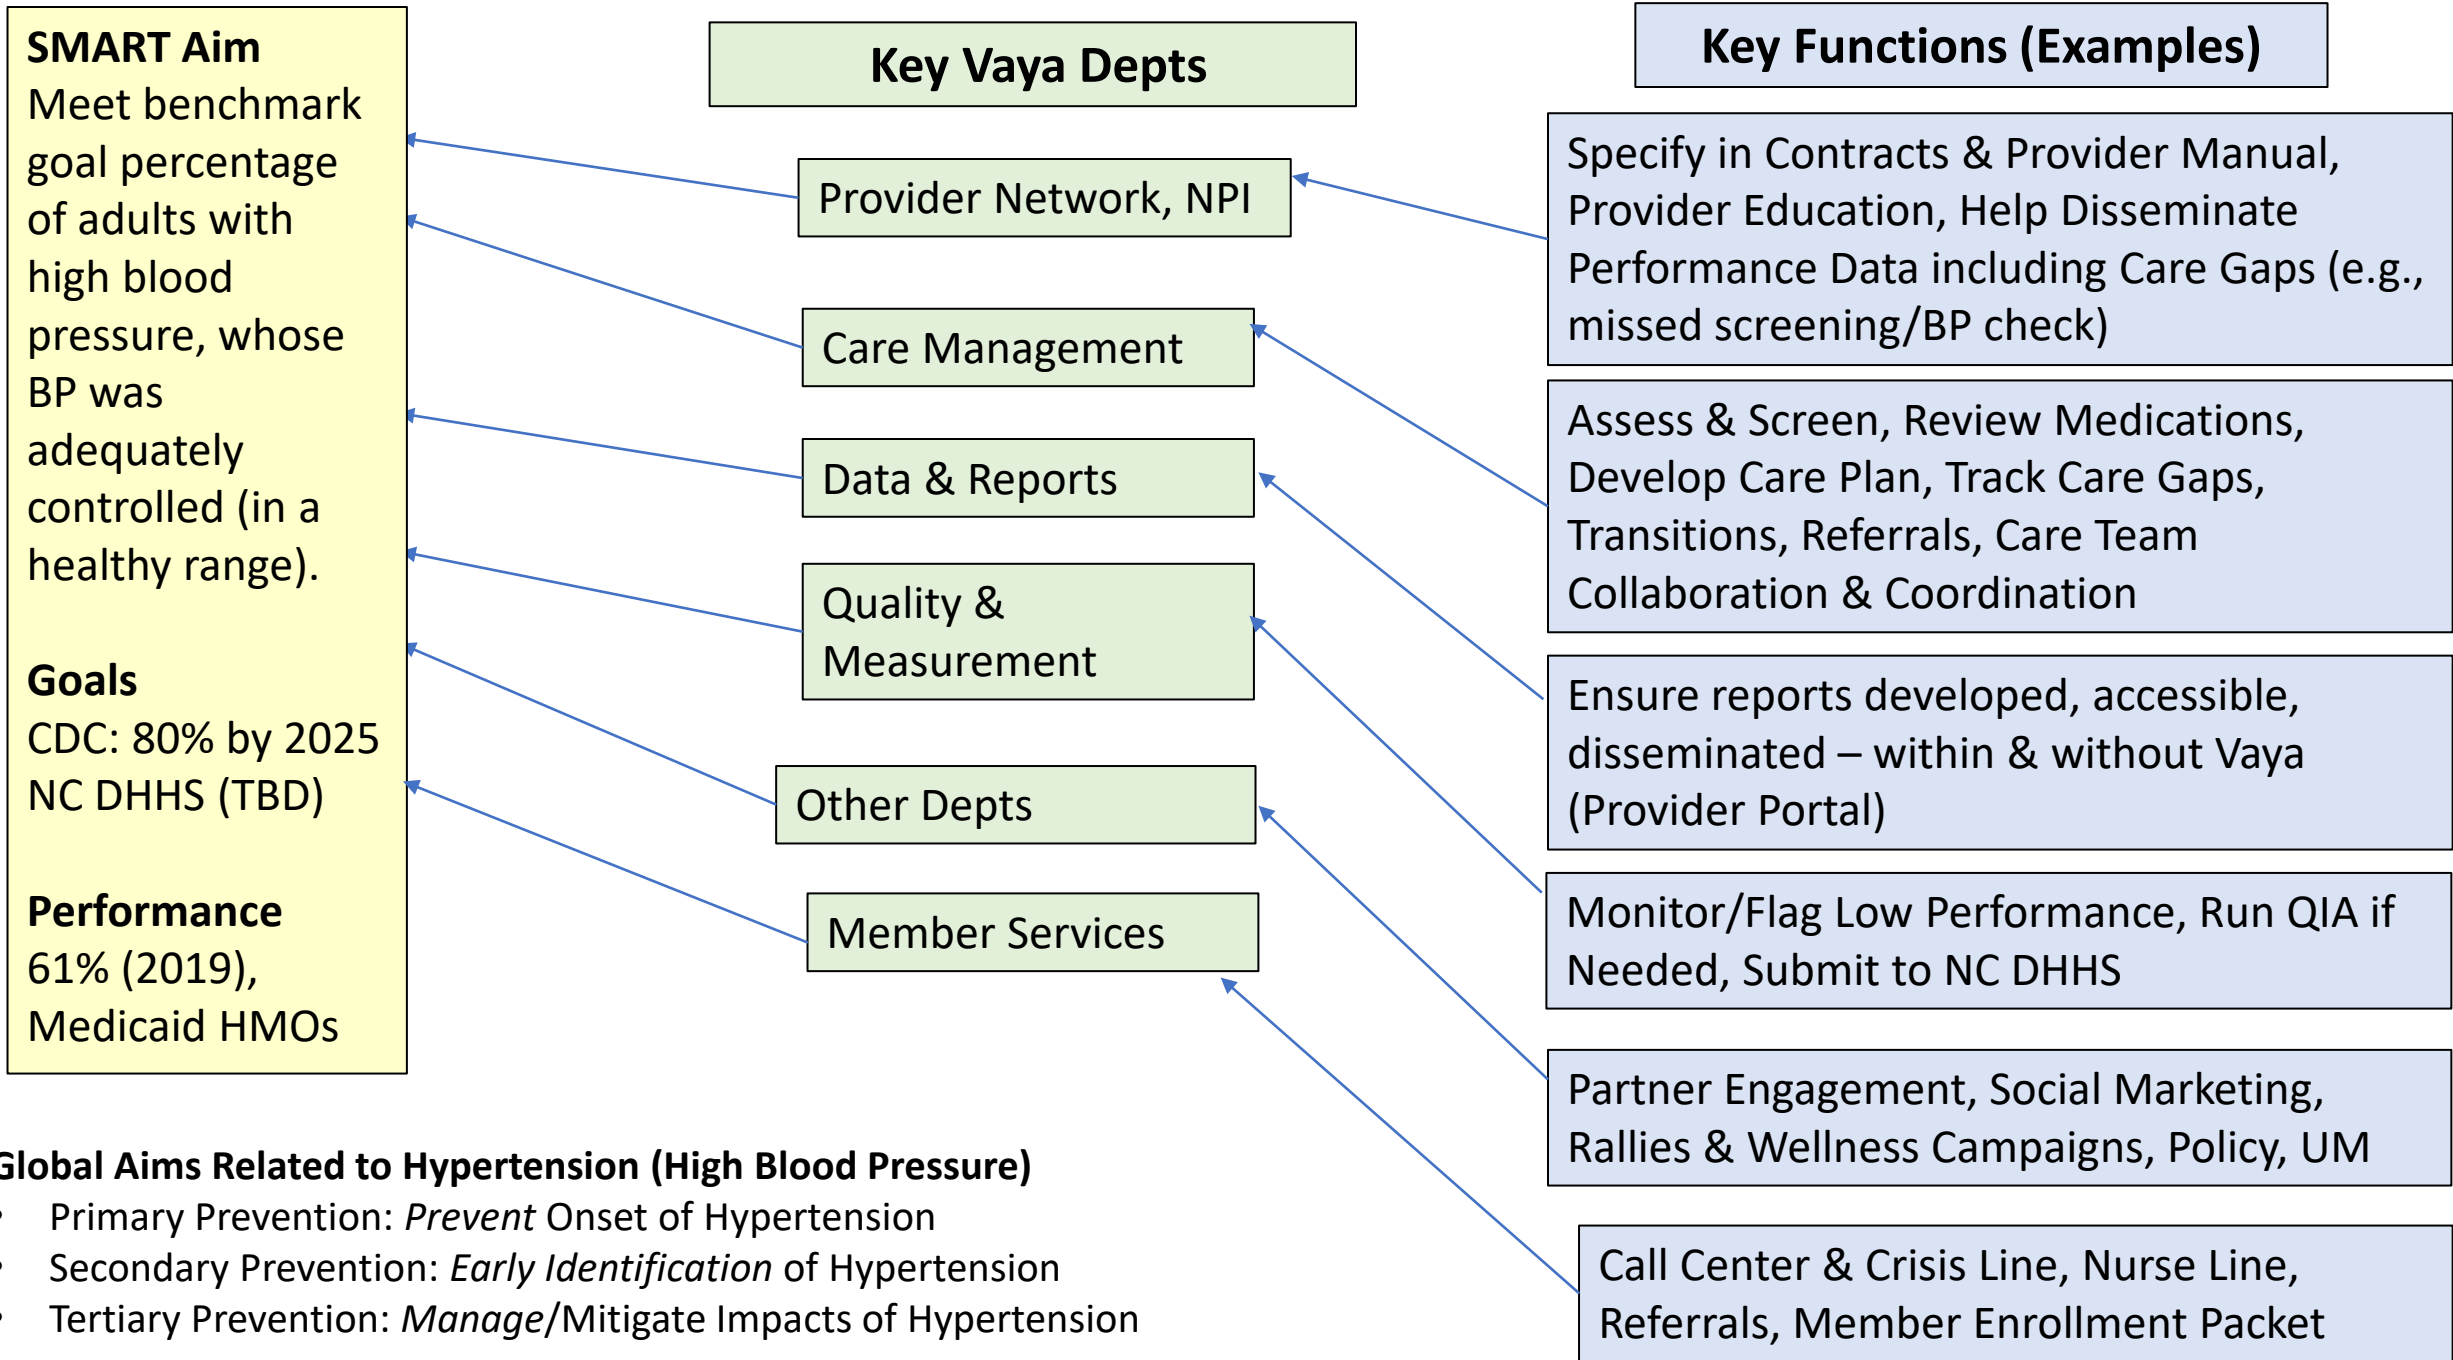 SMART Aim
Meet benchmark
goal percentage
of adults with
high blood
pressure, whose
BP was
adequately
controlled (in a
healthy range).
Goals
CDC: 80% by 2025
NC DHHS (TBD)
Performance
61% (2019),
Medicaid HMOs
Key Vaya Depts
Provider Network, NPI
Care Management
Data & Reports
Quality &
Measurement
Other Depts
Member Services
Key Functions (Examples)
Specify in Contracts & Provider Manual,
Provider Education, Help Disseminate
Performance Data including Care Gaps (e.g.,
missed screening/BP check)
Assess & Screen, Review Medications,
Develop Care Plan, Track Care Gaps,
Transitions, Referrals, Care Team
Collaboration & Coordination
Ensure reports developed, accessible,
disseminated – within & without Vaya
(Provider Portal)
Monitor/Flag Low Performance, Run QIA if
Needed, Submit to NC DHHS
Partner Engagement, Social Marketing,
Rallies & Wellness Campaigns, Policy, UM
Call Center & Crisis Line, Nurse Line,
Referrals, Member Enrollment Packet
Global Aims Related to Hypertension (High Blood Pressure)
• Primary Prevention: Prevent Onset of Hypertension
• Secondary Prevention: Early Identification of Hypertension
• Tertiary Prevention: Manage/Mitigate Impacts of Hypertension